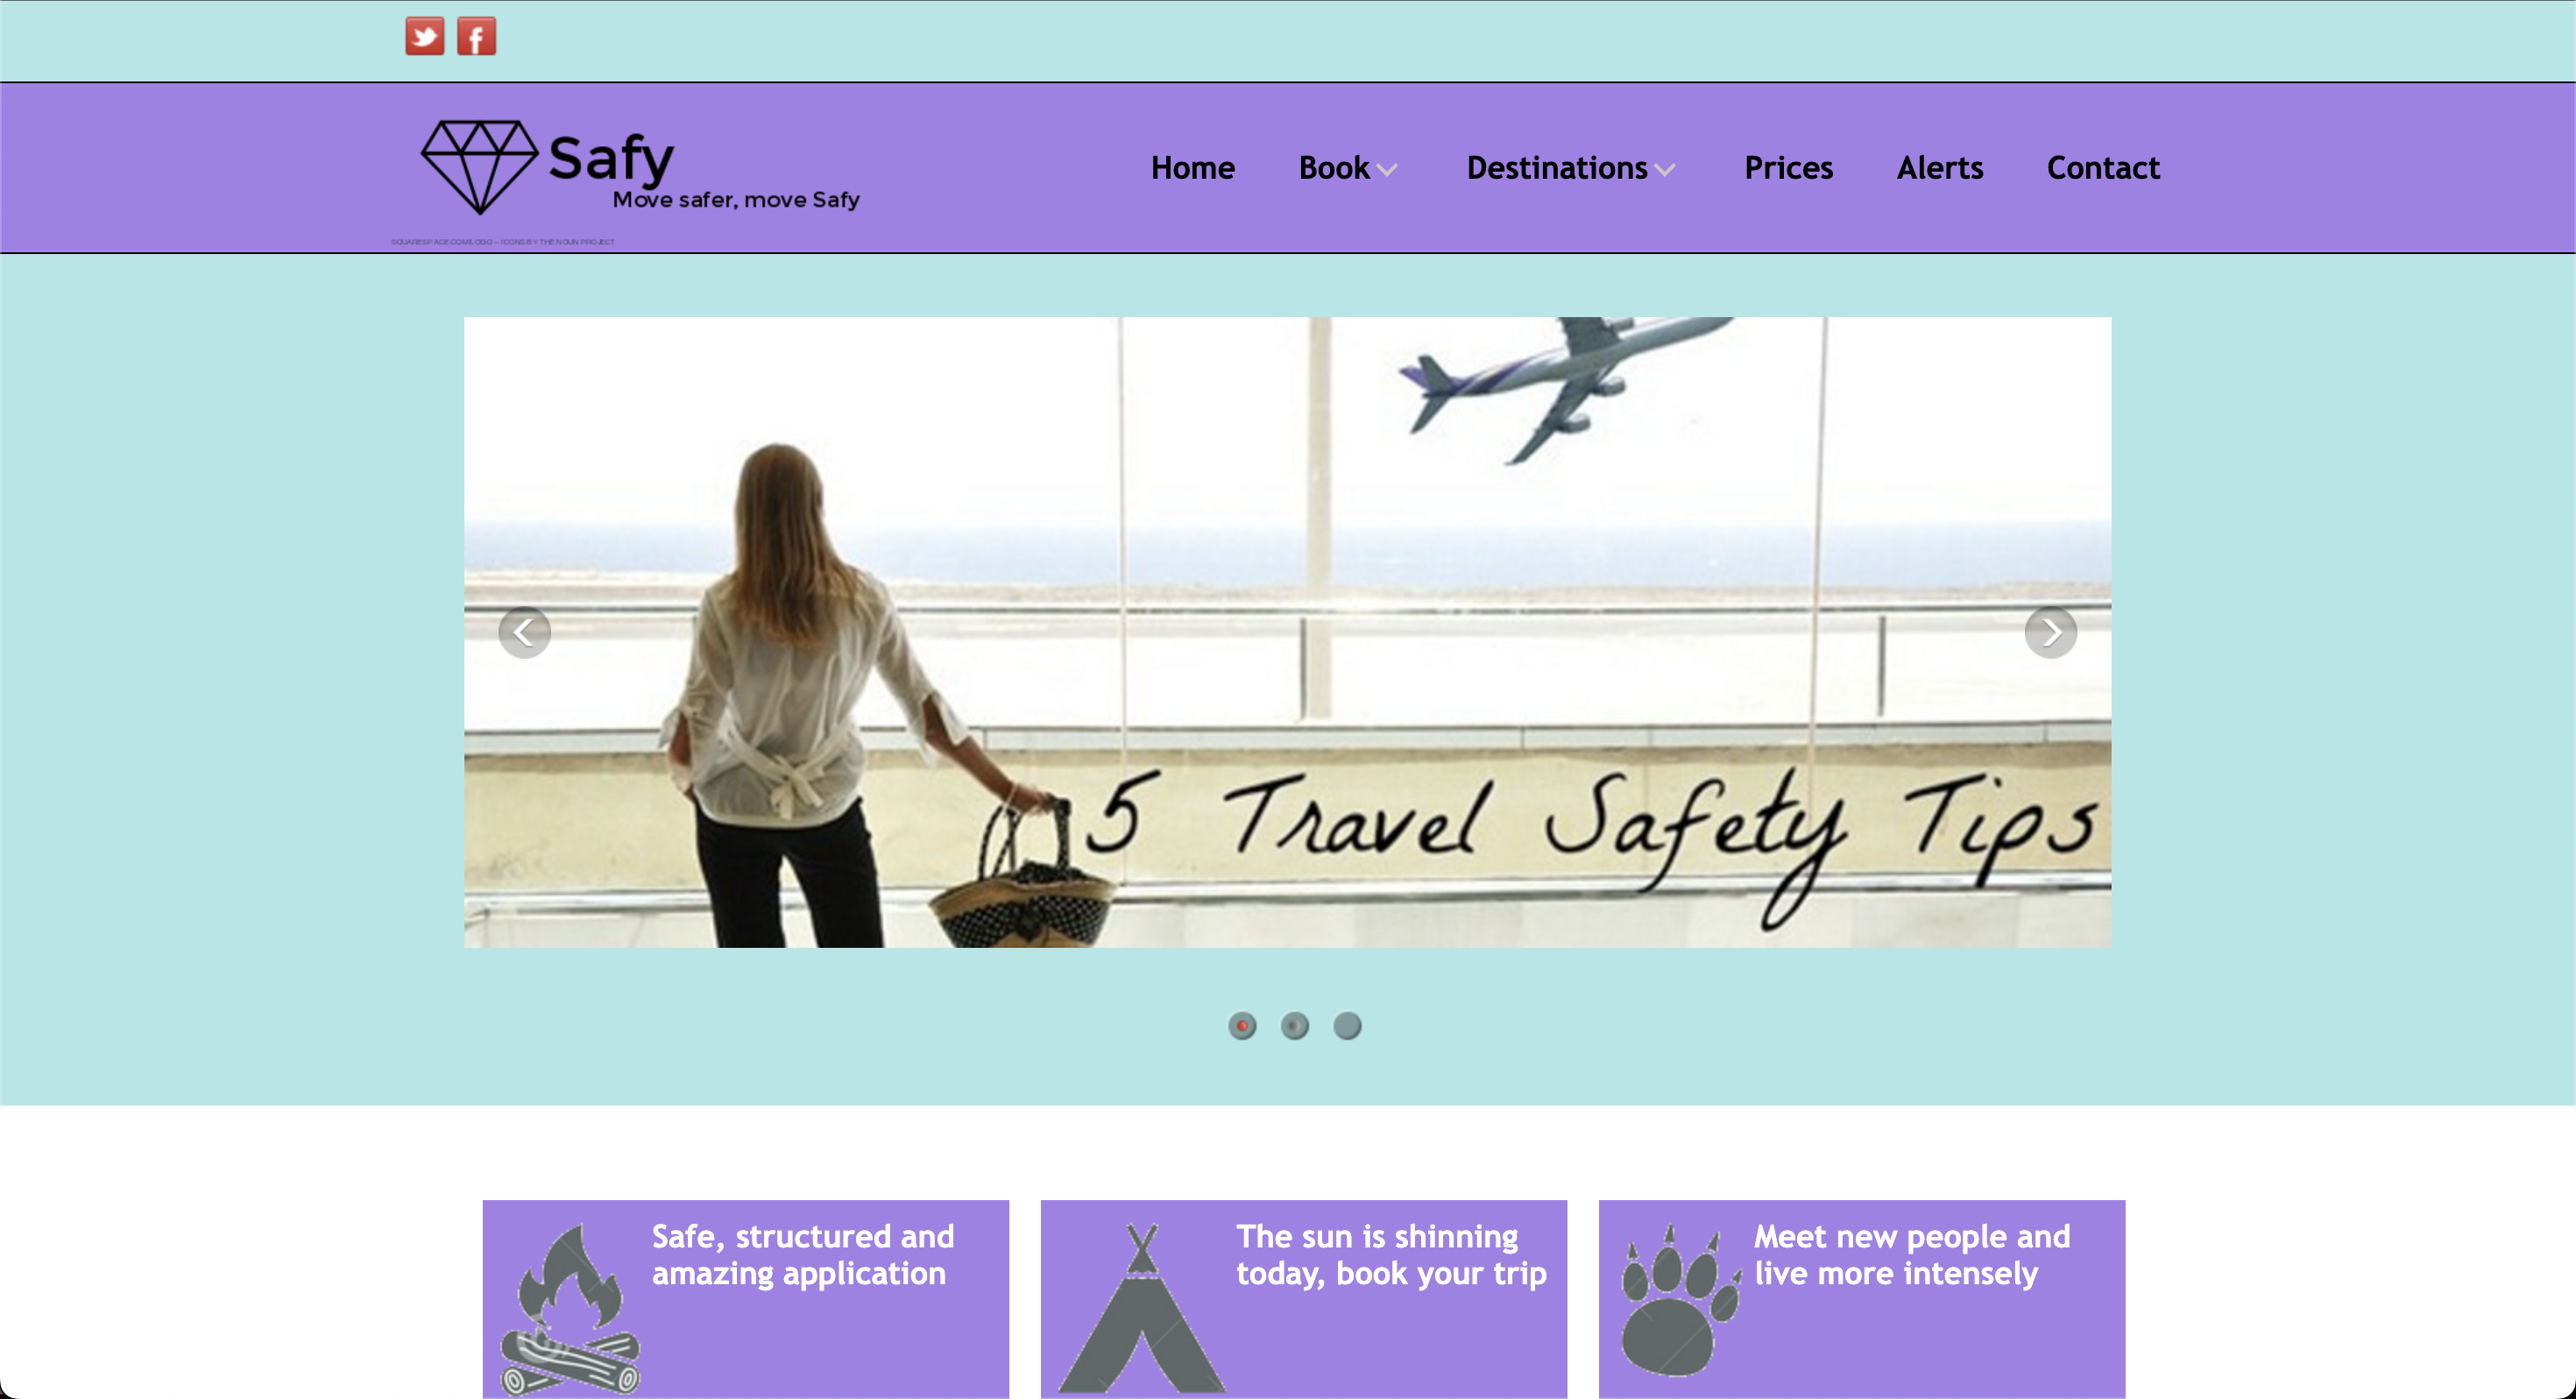 Safy
Move safer, move Safy
SQUARESPACE.COM/LOGO – ICONS BY THE NOUN PROJECT
Home Book Destinations Prices Alerts Contact
5 Travel Safety Tips
Safe, structured and
amazing application
The sun is shinning
today, book your trip
Meet new people and
live more intensely